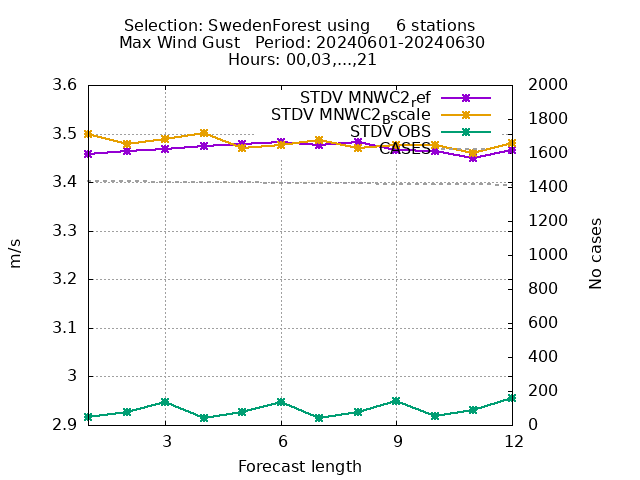 Selection: SwedenForest using     6 stations
Max Wind Gust   Period: 20240601-20240630
Hours: 00,03,...,21
STDV MNWC2_ref
STDV MNWC2_Bscale
STDV OBS
CASES
3.6
3.5
3.4
3.3
3.2
3.1
3
2.9
m/s
2000
1800
1600
1400
1200
1000
800
600
400
200
0
No cases
3 6 9 12
Forecast length